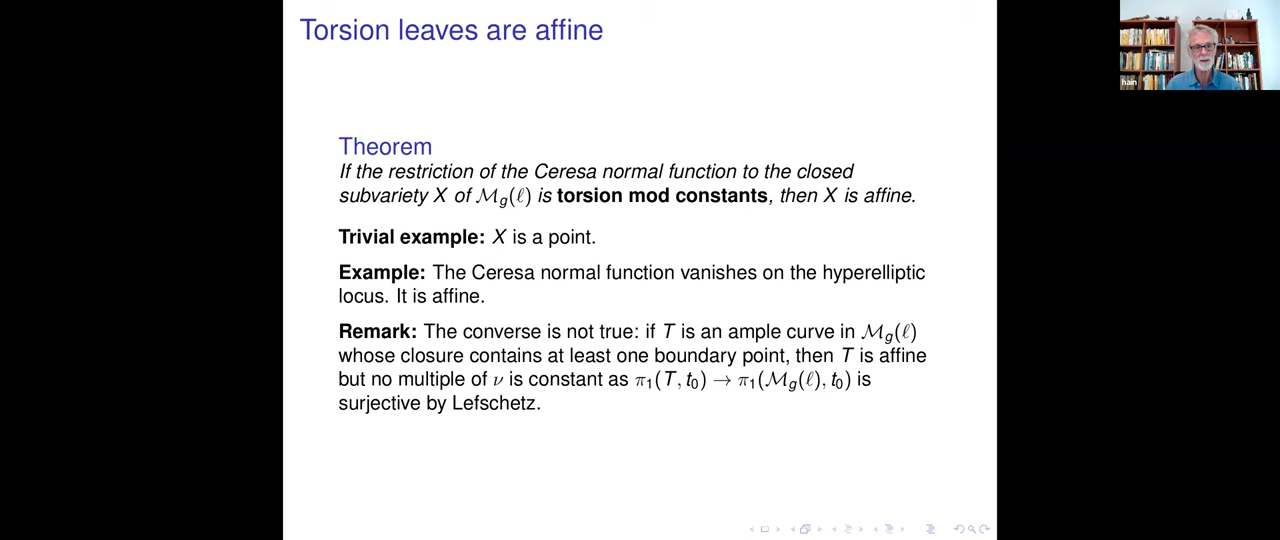 Torsion leaves are affine
Theorem
If the restriction of the Ceresa normal function to the closed
subvariety X of ℳg(ℓ) is torsion mod constants, then X is affine.
Trivial example: X is a point.
Example: The Ceresa normal function vanishes on the hyperelliptic
locus. It is affine.
Remark: The converse is not true: if T is an ample curve in ℳg(ℓ)
whose closure contains at least one boundary point, then T is affine
but no multiple of ν is constant as π₁(T, t₀) → π₁(ℳg(ℓ), t₀) is
surjective by Lefschetz.
hain